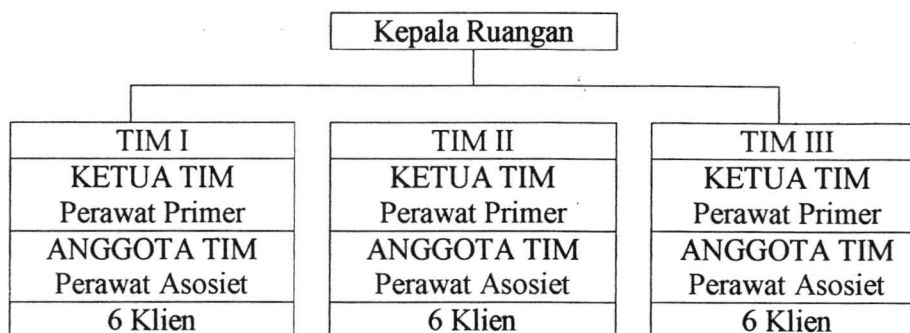 Kepala Ruangan
TIM I
KETUA TIM
Perawat Primer
ANGGOTA TIM
Perawat Asosiet
6 Klien
TIM II
KETUA TIM
Perawat Primer
ANGGOTA TIM
Perawat Asosiet
6 Klien
TIM III
KETUA TIM
Perawat Primer
ANGGOTA TIM
Perawat Asosiet
6 Klien